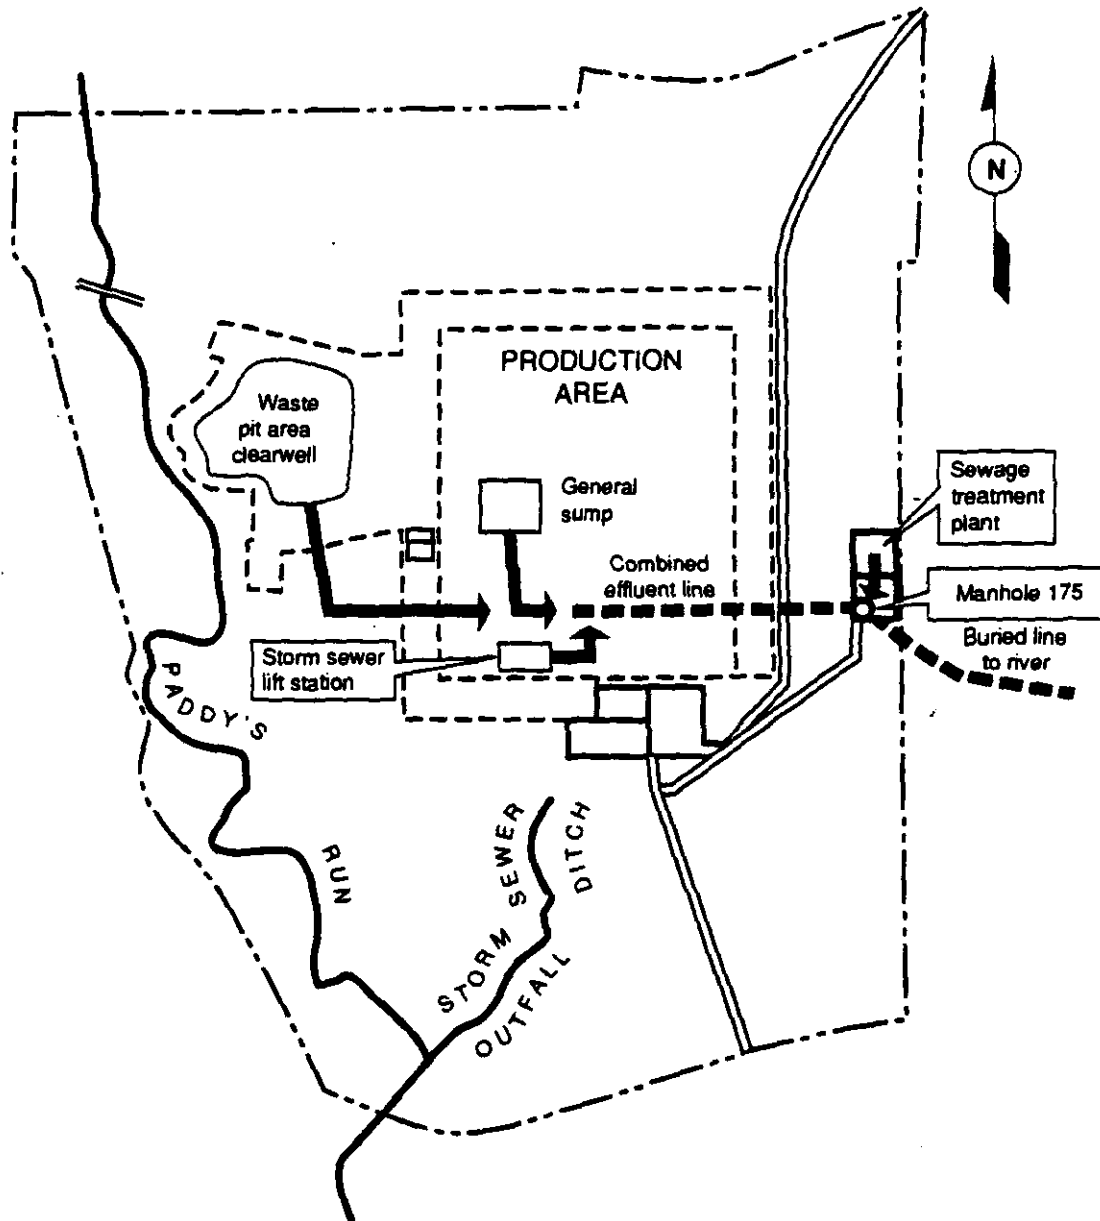 N
PRODUCTION
AREA
Waste
pit area
clearwell
General
sump
Sewage
treatment
plant
Combined
effluent line
Manhole 175
Buried line
to river
Storm sewer
lift station
PADDY'S
RUN
STORM SEWER
OUTFALL DITCH